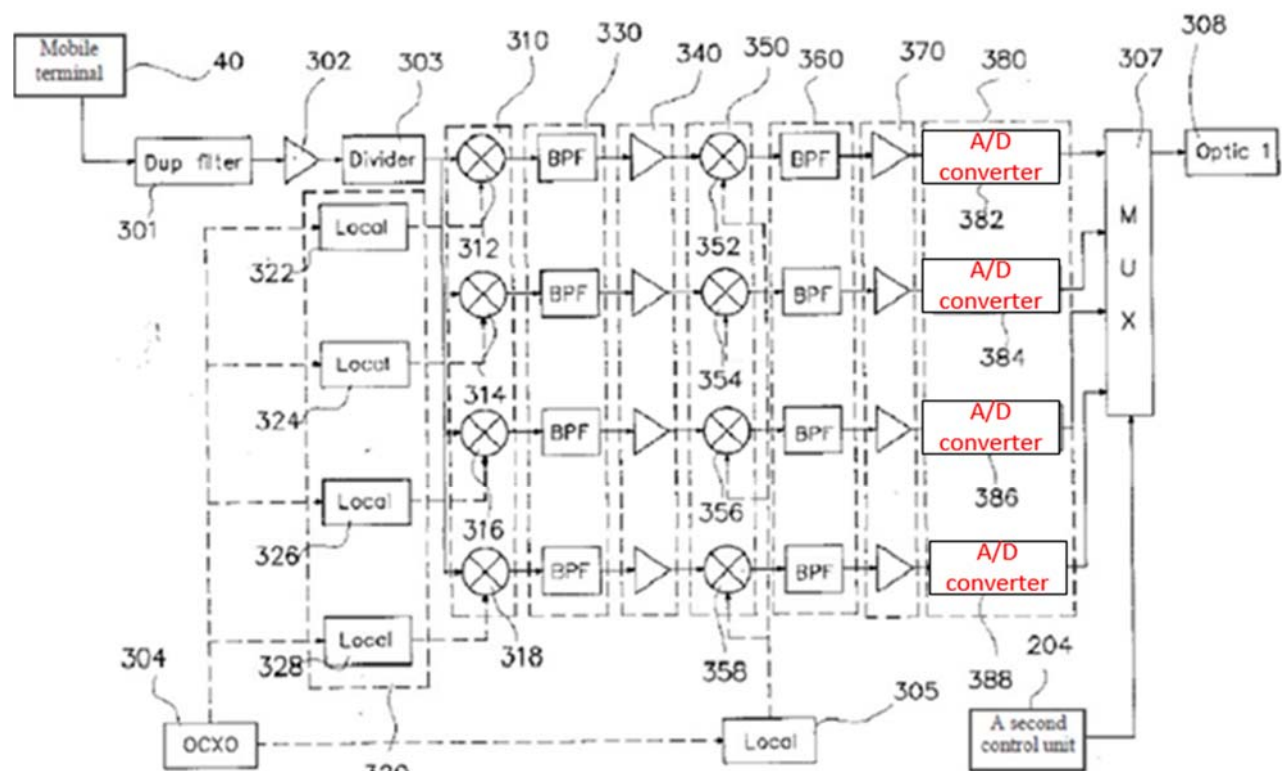 Mobile
terminal
40
302
303
310
330
340
350
360
370
380
307
308
Dup filter
Divider
BPF
BPF
A/D
converter
Optic 1
301
322
Local
312
352
382
M
U
X
BPF
BPF
A/D
converter
324
Local
314
354
384
BPF
BPF
A/D
converter
326
Local
316
356
386
BPF
BPF
A/D
converter
328
Local
318
358
388
304
OCXO
305
Local
204
A second
control unit